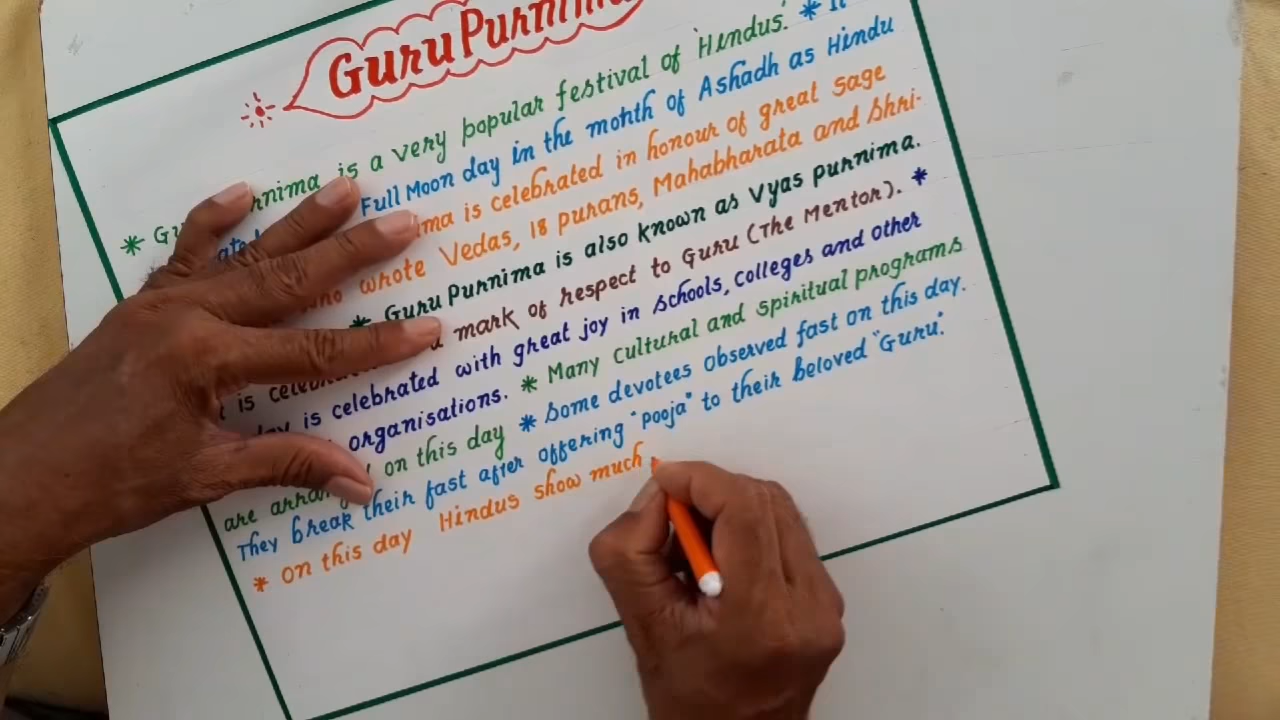 Guru Purnima
is a very popular festival of 'Hindus'. * It
Full Moon day in the month of Ashadh as Hindu
is celebrated in honour of great sage
wrote Vedas, 18 purans, Mahabharata and Shri-
* Guru Purnima is also known as Vyas purnima.
mark of respect to Guru (The Mentor). *
is celebrated with great joy in schools, colleges and other
organisations. * Many cultural and spiritual programs
are on this day * Some devotees observed fast on this day.
They break their fast after offering "pooja" to their beloved "Guru".
* On this day Hindus show much